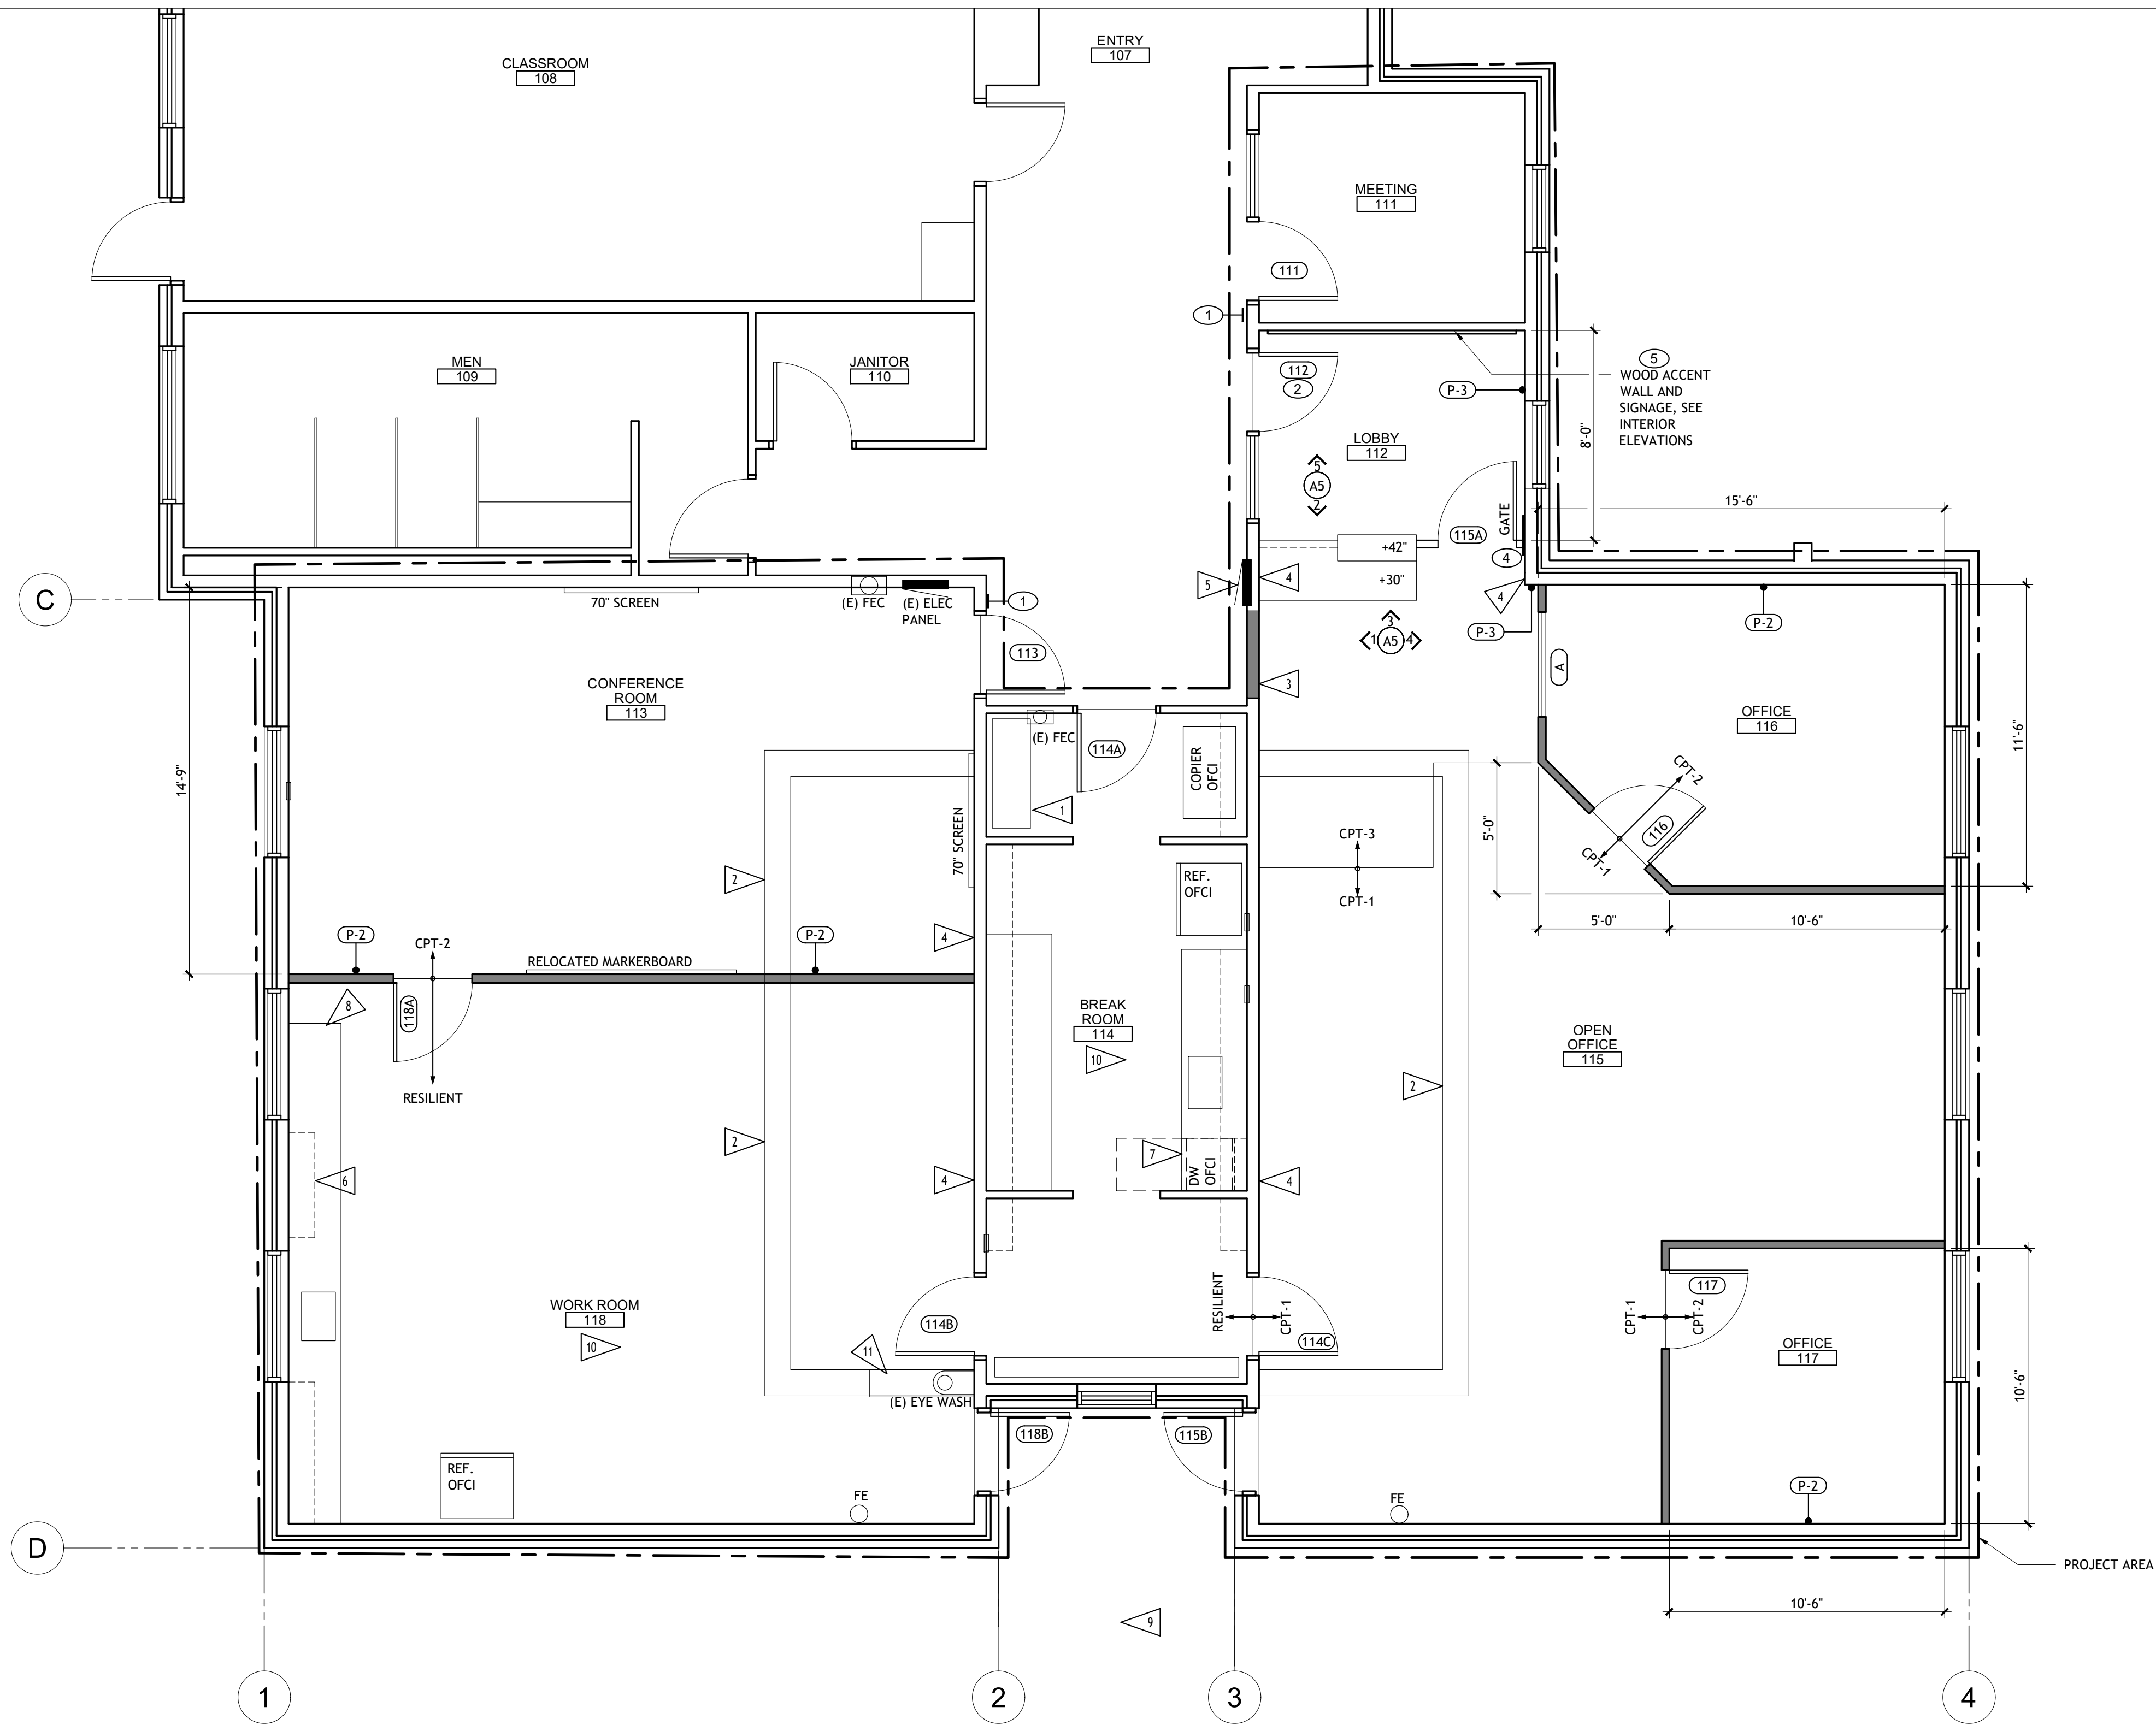 ENTRY
107
CLASSROOM
108
MEETING
111
111
1
MEN
109
JANITOR
110
112
2
P-3
5
WOOD ACCENT
WALL AND
SIGNAGE, SEE
INTERIOR
ELEVATIONS
LOBBY
112
8'-0"
5
A5
2
15'-6"
GATE
115A
+42"
4
+30"
C
70" SCREEN
(E) FEC
(E) ELEC
PANEL
1
5
4
4
P-3
P-2
3
1 A5 4
113
A
CONFERENCE
ROOM
113
3
OFFICE
116
(E) FEC
114A
COPIER
OFCI
11'-6"
14'-9"
CPT-2
1
116
70" SCREEN
CPT-3
5'-0"
CPT-1
2
REF.
OFCI
CPT-1
5'-0"
10'-6"
P-2
CPT-2
P-2
4
RELOCATED MARKERBOARD
8
118A
BREAK
ROOM
114
10
OPEN
OFFICE
115
2
RESILIENT
2
7
DW
OFCI
6
4
4
RESILIENT
CPT-1
117
CPT-1
CPT-2
WORK ROOM
118
10
114B
114C
11
OFFICE
117
10'-6"
(E) EYE WASH
118B
115B
REF.
OFCI
FE
FE
P-2
D
PROJECT AREA
10'-6"
9
1
2
3
4